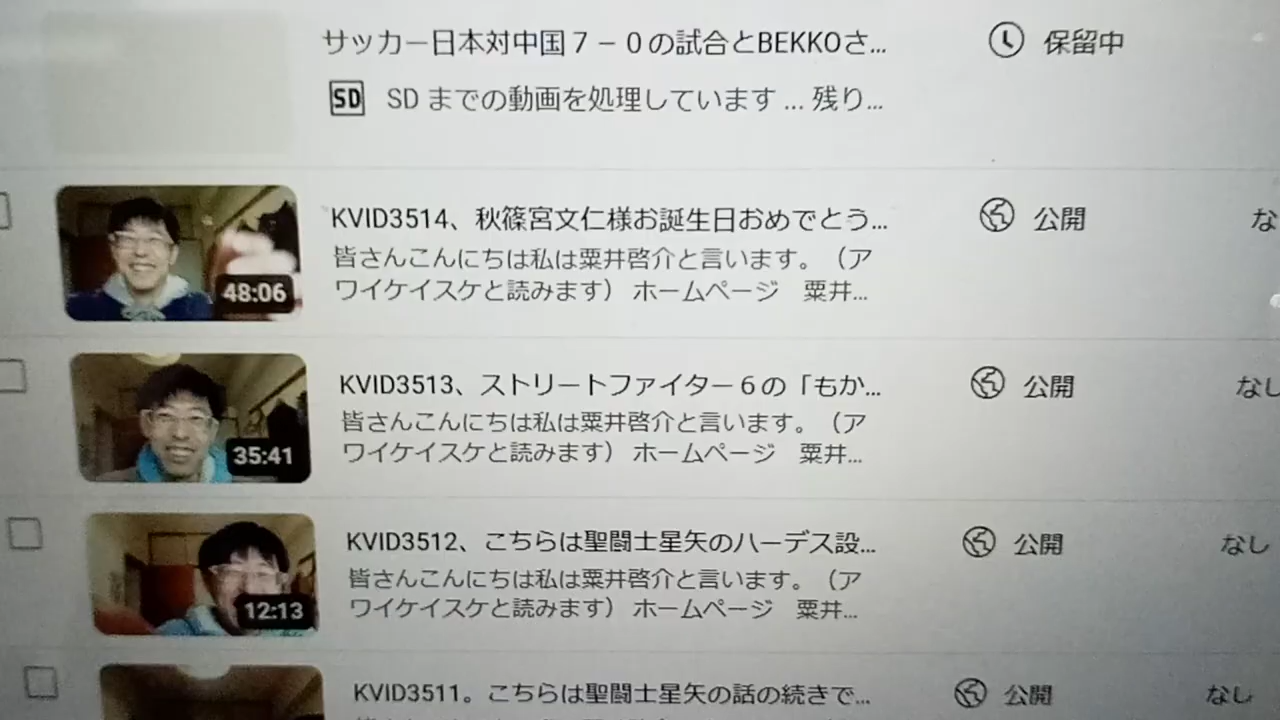 サッカー日本対中国７－０の試合とBEKKOさ...
保留中
SD SD までの動画を処理しています ... 残り...
KVID3514、秋篠宮文仁様お誕生日おめでとう...
公開
な
皆さんこんにちは私は粟井啓介と言います。（ア
ワイケイスケと読みます） ホームページ　粟井...
48:06
KVID3513、ストリートファイター６の「もか...
公開
なし
皆さんこんにちは私は粟井啓介と言います。（ア
ワイケイスケと読みます） ホームページ　粟井...
35:41
KVID3512、こちらは聖闘士星矢のハーデス設...
公開
なし
皆さんこんにちは私は粟井啓介と言います。（ア
ワイケイスケと読みます） ホームページ　粟井...
12:13
KVID3511。こちらは聖闘士星矢の話の続きで...
公開
なし